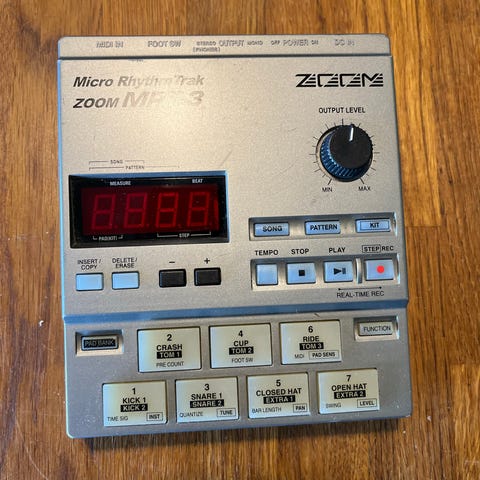 MIDI IN FOOT SW STEREO (PHONES) OUTPUT MONO OFF POWER ON DC IN
Micro RhythmTrak
ZOOM
ZOOM
OUTPUT LEVEL
MIN MAX
SONG
PATTERN
MEASURE BEAT
PAD(KIT) STEP
SONG PATTERN KIT
INSERT/
COPY
DELETE/
ERASE
- +
TEMPO STOP PLAY STEP REC
REAL-TIME REC
PAD BANK
FUNCTION
2
CRASH
TOM 1
PRE COUNT
4
CUP
TOM 2
FOOT SW
6
RIDE
TOM 3
MIDI PAD SENS
1
KICK 1
KICK 2
TIME SIG INST
3
SNARE 1
SNARE 2
QUANTIZE TUNE
5
CLOSED HAT
EXTRA 1
BAR LENGTH PAN
7
OPEN HAT
EXTRA 2
SWING LEVEL